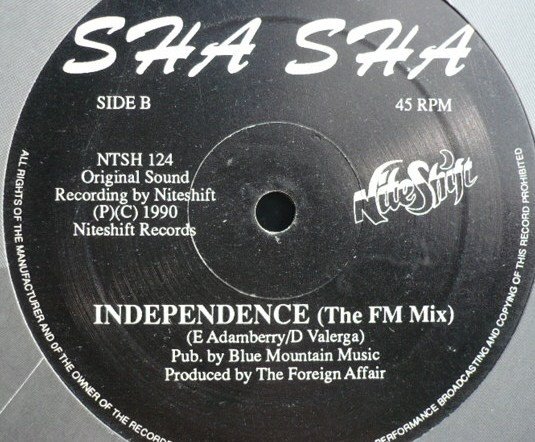 SHA SHA
SIDE B
45 RPM
NTSH 124
Original Sound
Recording by Niteshift
(P)(C) 1990
Niteshift Records
NiteShift
INDEPENDENCE (The FM Mix)
(E Adamberry/D Valerga)
Pub. by Blue Mountain Music
Produced by The Foreign Affair
ALL RIGHTS OF THE MANUFACTURER AND OF THE OWNER OF THE RECORDED
PERFORMANCE BROADCASTING AND COPYING OF THIS RECORD PROHIBITED